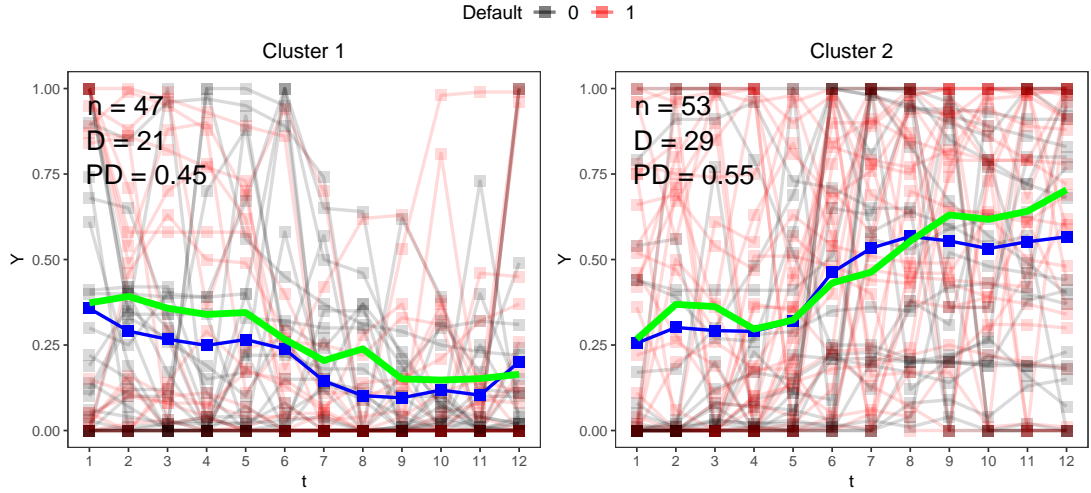 Default 0 1
Cluster 1
Cluster 2
1.00
0.75
0.50
0.25
0.00
Y
n = 47
D = 21
PD = 0.45
1 2 3 4 5 6 7 8 9 10 11 12
t
1.00
0.75
0.50
0.25
0.00
Y
n = 53
D = 29
PD = 0.55
1 2 3 4 5 6 7 8 9 10 11 12
t